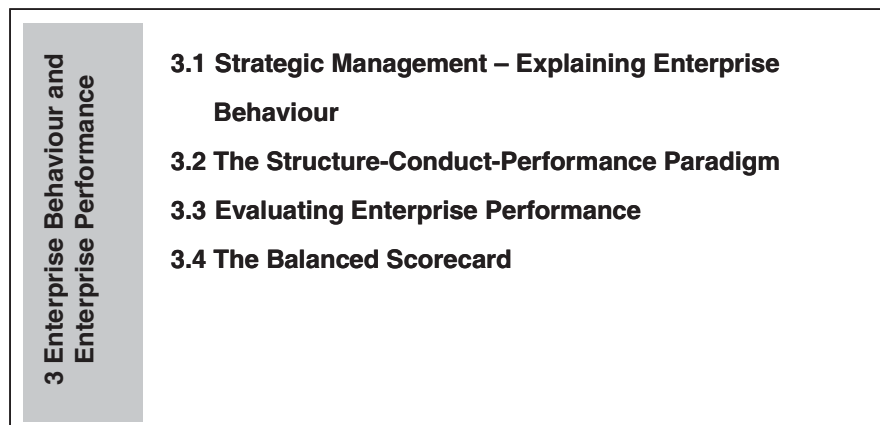 3 Enterprise Behaviour and
Enterprise Performance
3.1 Strategic Management – Explaining Enterprise
Behaviour
3.2 The Structure-Conduct-Performance Paradigm
3.3 Evaluating Enterprise Performance
3.4 The Balanced Scorecard